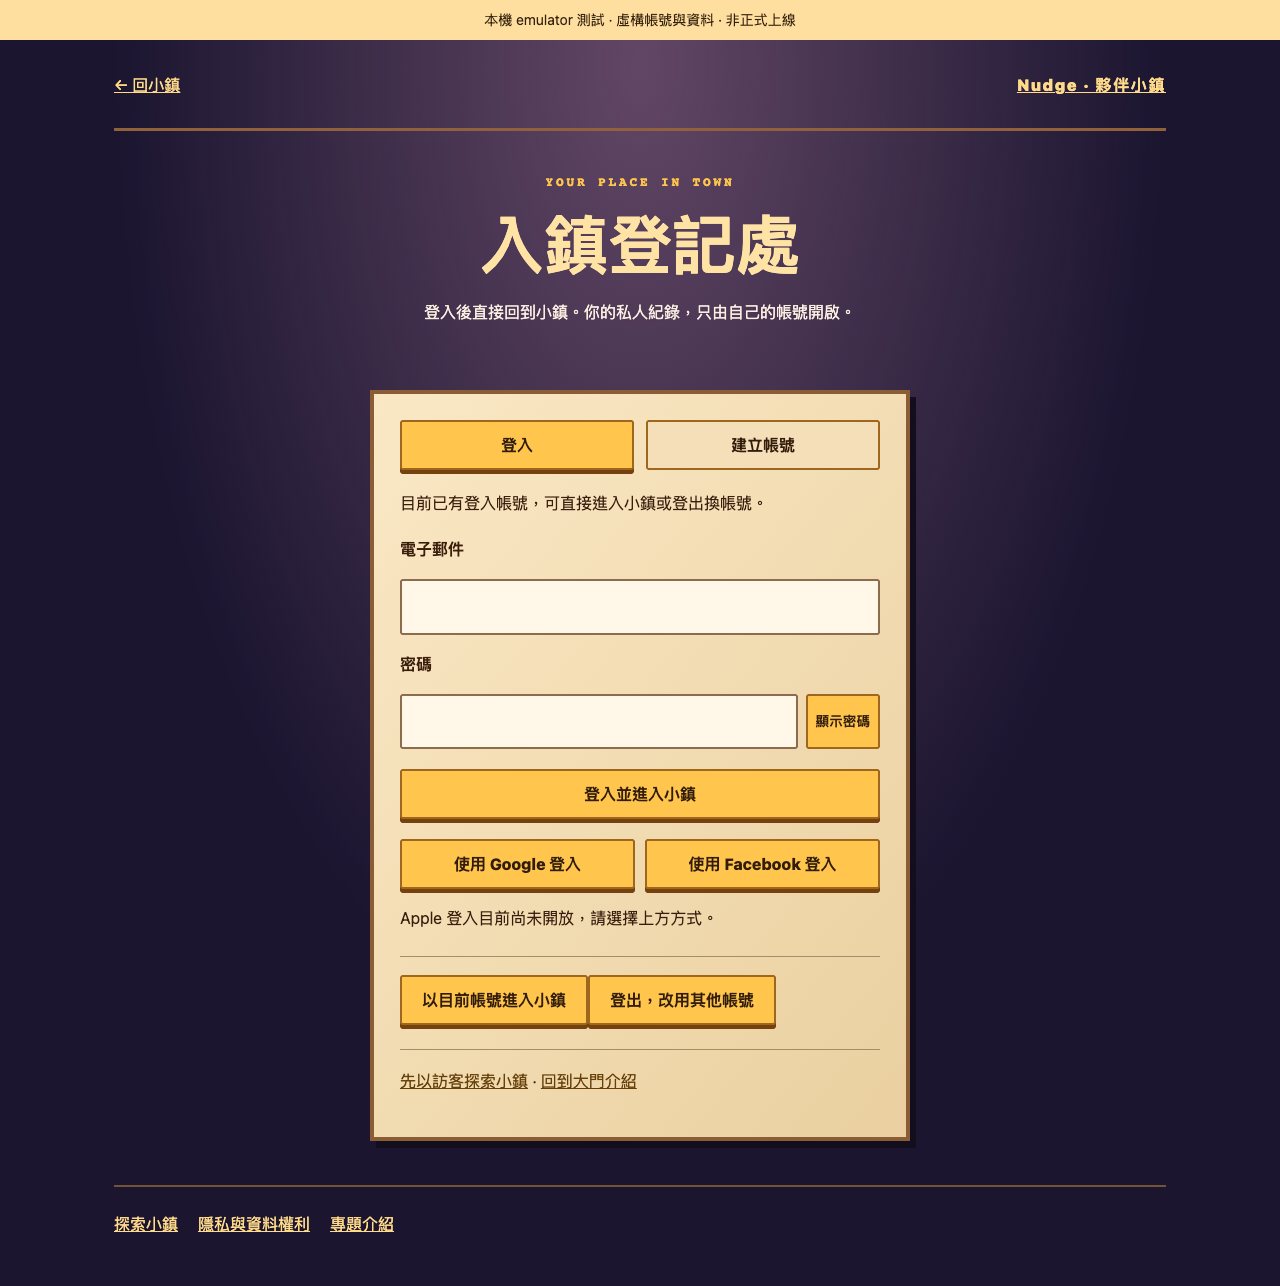 本機 emulator 測試 · 虛構帳號與資料 · 非正式上線
← 回小鎮
Nudge · 夥伴小鎮
YOUR PLACE IN TOWN
入鎮登記處
登入後直接回到小鎮。你的私人紀錄，只由自己的帳號開啟。
登入
建立帳號
目前已有登入帳號，可直接進入小鎮或登出換帳號。
電子郵件
密碼
顯示密碼
登入並進入小鎮
使用 Google 登入
使用 Facebook 登入
Apple 登入目前尚未開放，請選擇上方方式。
以目前帳號進入小鎮
登出，改用其他帳號
先以訪客探索小鎮 · 回到大門介紹
探索小鎮
隱私與資料權利
專題介紹